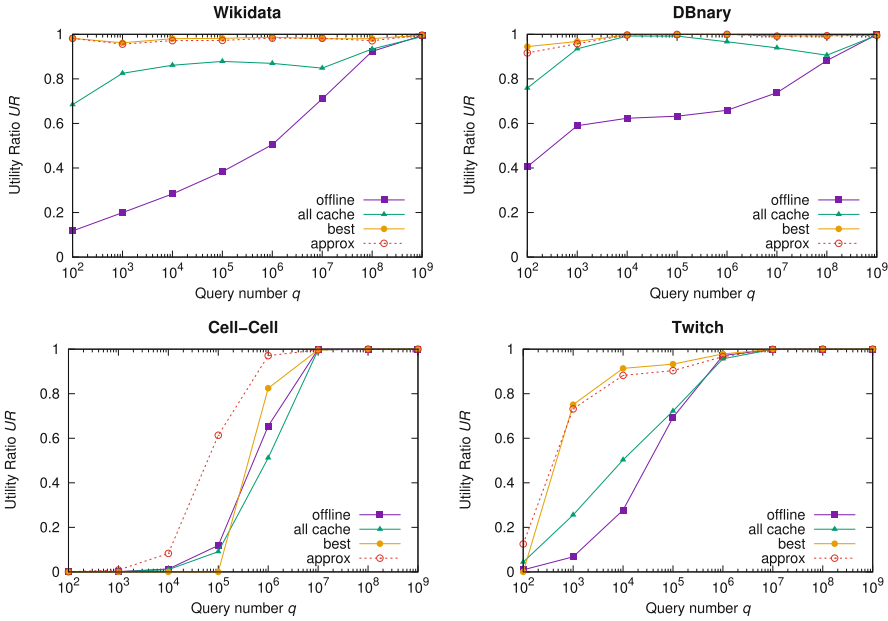 Wikidata
Utility Ratio UR
1
0.8
0.6
0.4
0.2
0
offline
all cache
best
approx
10^2 10^3 10^4 10^5 10^6 10^7 10^8 10^9
Query number q
DBnary
Utility Ratio UR
1
0.8
0.6
0.4
0.2
0
offline
all cache
best
approx
10^2 10^3 10^4 10^5 10^6 10^7 10^8 10^9
Query number q
Cell−Cell
Utility Ratio UR
1
0.8
0.6
0.4
0.2
0
offline
all cache
best
approx
10^2 10^3 10^4 10^5 10^6 10^7 10^8 10^9
Query number q
Twitch
Utility Ratio UR
1
0.8
0.6
0.4
0.2
0
offline
all cache
best
approx
10^2 10^3 10^4 10^5 10^6 10^7 10^8 10^9
Query number q